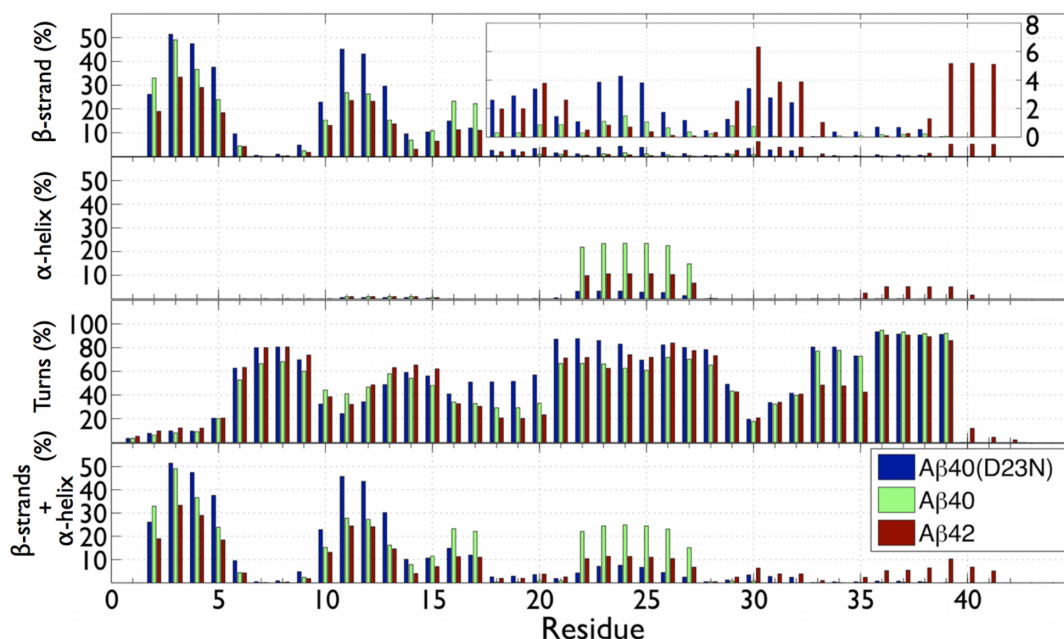 β-strand (%)
50
40
30
20
10
8
6
4
2
0
α-helix (%)
50
40
30
20
10
Turns (%)
100
80
60
40
20
β-strands + α-helix (%)
50
40
30
20
10
Aβ40(D23N)
Aβ40
Aβ42
0 5 10 15 20 25 30 35 40
Residue